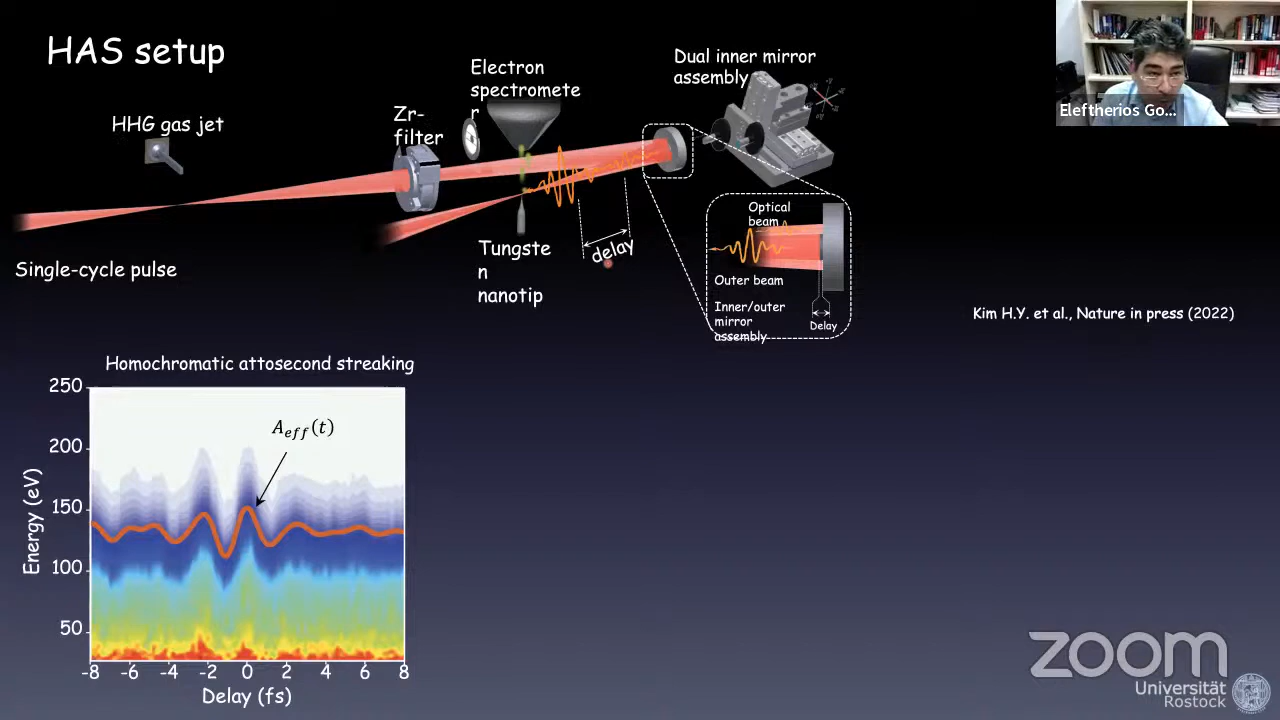 HAS setup
HHG gas jet
Zr-
filter
Electron
spectromete
r
Dual inner mirror
assembly
Eleftherios Go...
Single-cycle pulse
Tungste
n
nanotip
delay
Optical
beam
Outer beam
Inner/outer
mirror
assembly
Delay
Kim H.Y. et al., Nature in press (2022)
Homochromatic attosecond streaking
A_eff(t)
Energy (eV)
250
200
150
100
50
-8 -6 -4 -2 0 2 4 6 8
Delay (fs)
zoom
Universität
Rostock